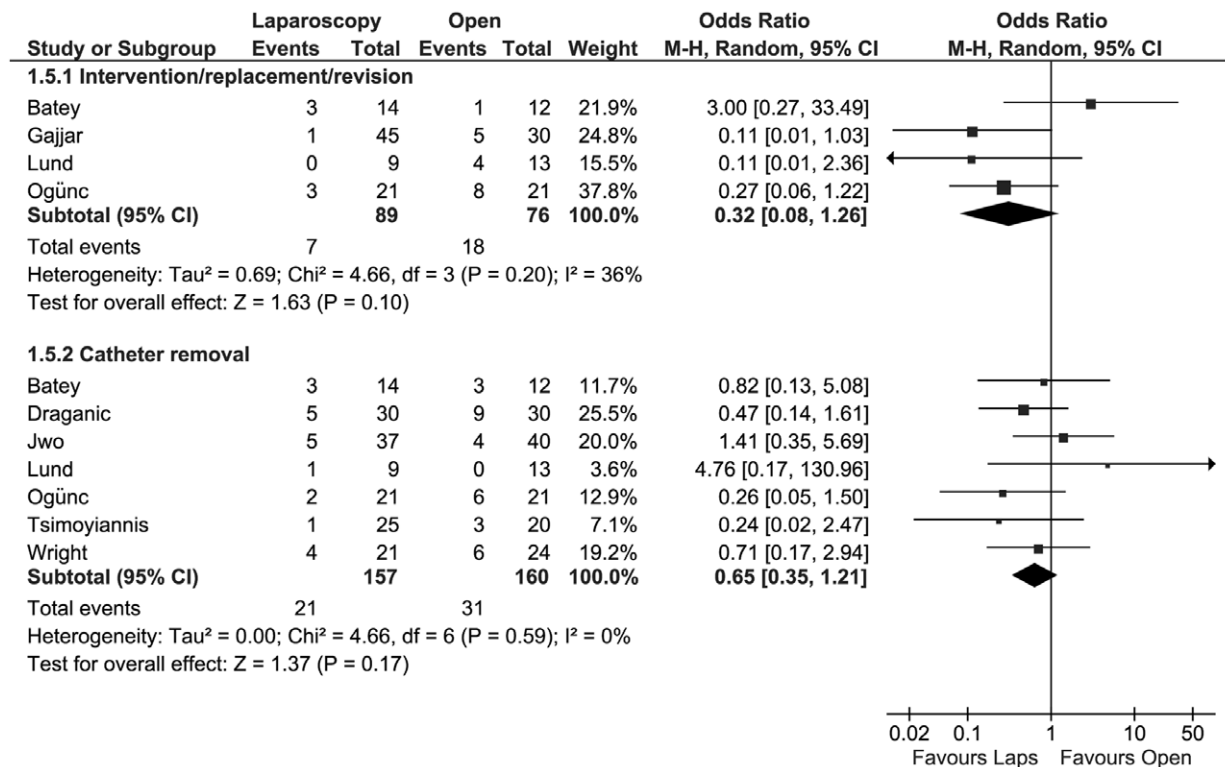 Laparoscopy Open Odds Ratio Odds Ratio
Study or Subgroup Events Total Events Total Weight M-H, Random, 95% CI M-H, Random, 95% CI
1.5.1 Intervention/replacement/revision
Batey 3 14 1 12 21.9% 3.00 [0.27, 33.49]
Gajjar 1 45 5 30 24.8% 0.11 [0.01, 1.03]
Lund 0 9 4 13 15.5% 0.11 [0.01, 2.36]
Ogünc 3 21 8 21 37.8% 0.27 [0.06, 1.22]
Subtotal (95% CI) 89 76 100.0% 0.32 [0.08, 1.26]
Total events 7 18
Heterogeneity: Tau² = 0.69; Chi² = 4.66, df = 3 (P = 0.20); I² = 36%
Test for overall effect: Z = 1.63 (P = 0.10)
1.5.2 Catheter removal
Batey 3 14 3 12 11.7% 0.82 [0.13, 5.08]
Draganic 5 30 9 30 25.5% 0.47 [0.14, 1.61]
Jwo 5 37 4 40 20.0% 1.41 [0.35, 5.69]
Lund 1 9 0 13 3.6% 4.76 [0.17, 130.96]
Ogünc 2 21 6 21 12.9% 0.26 [0.05, 1.50]
Tsimoyiannis 1 25 3 20 7.1% 0.24 [0.02, 2.47]
Wright 4 21 6 24 19.2% 0.71 [0.17, 2.94]
Subtotal (95% CI) 157 160 100.0% 0.65 [0.35, 1.21]
Total events 21 31
Heterogeneity: Tau² = 0.00; Chi² = 4.66, df = 6 (P = 0.59); I² = 0%
Test for overall effect: Z = 1.37 (P = 0.17)
0.02 0.1 1 10 50
Favours Laps Favours Open